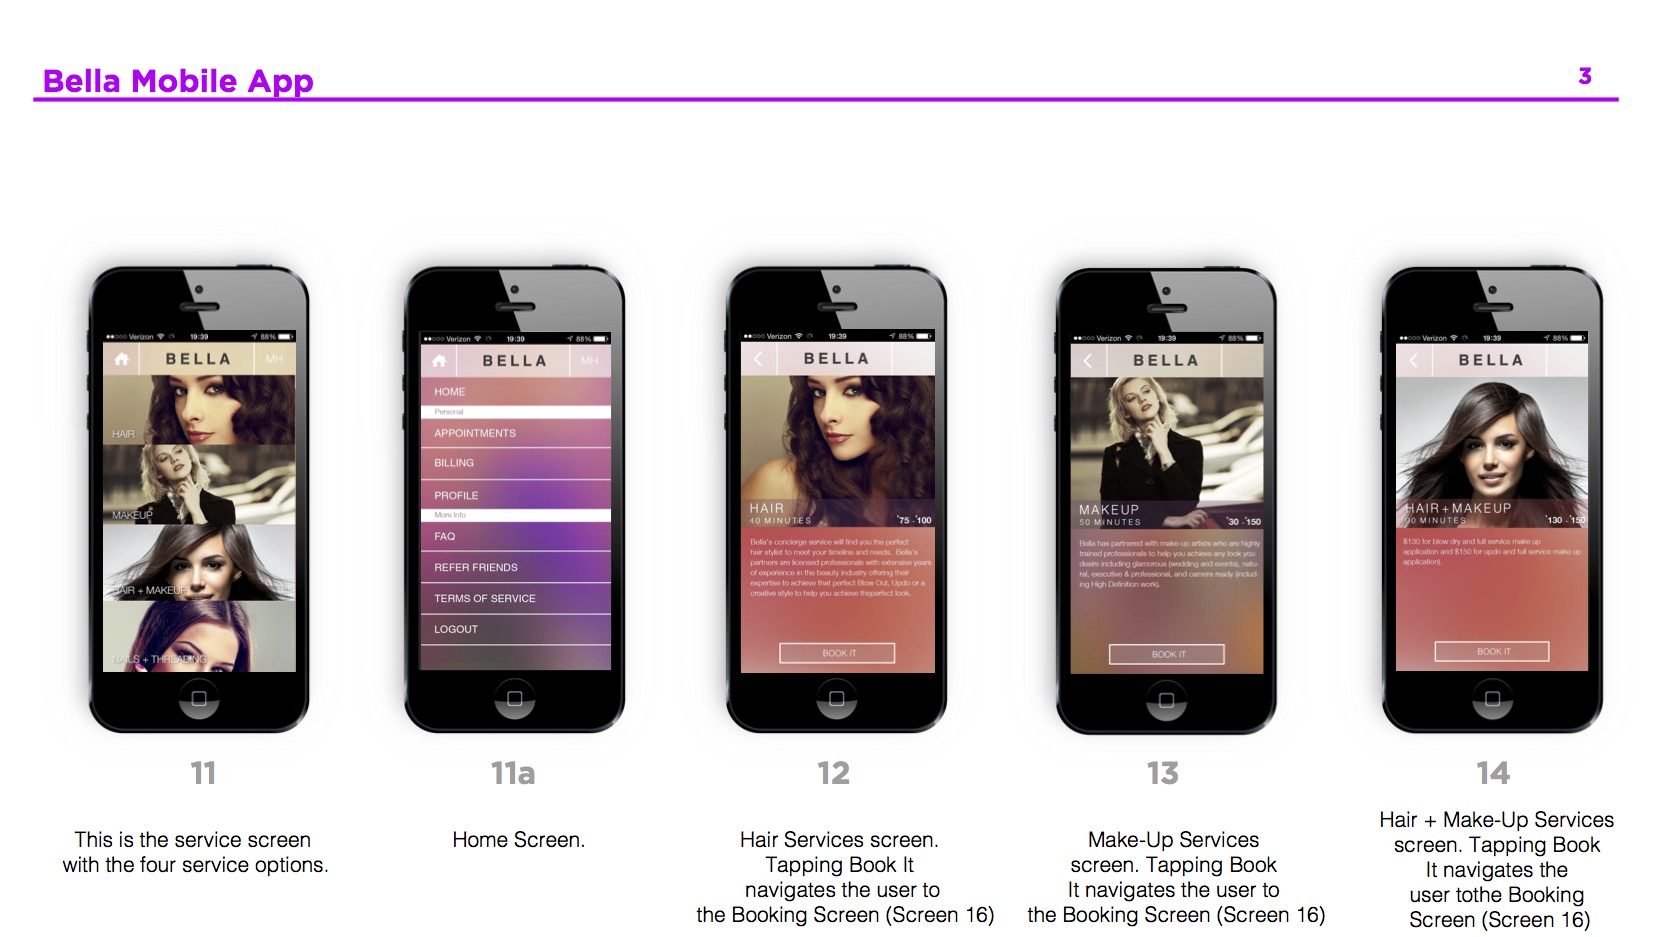 Bella Mobile App
3
Verizon 19:39 88%
BELLA MH
HAIR
MAKEUP
HAIR + MAKEUP
NAILS + THREADING
11
This is the service screen
with the four service options.
Verizon 19:39 88%
BELLA MH
HOME
Personal
APPOINTMENTS
BILLING
PROFILE
More Info
FAQ
REFER FRIENDS
TERMS OF SERVICE
LOGOUT
11a
Home Screen.
Verizon 19:39 88%
BELLA
HAIR
40 MINUTES $75 - $100
Bella's concierge service will find you the perfect
hair stylist to meet your timeline and needs. Bella's
partners are licensed professionals with extensive years
of experience in the beauty industry offering their
expertise to achieve that perfect Blow Out, Updo or a
creative style to help you achieve theperfect look.
BOOK IT
12
Hair Services screen.
Tapping Book It
navigates the user to
the Booking Screen (Screen 16)
Verizon 19:39 88%
BELLA
MAKEUP
50 MINUTES $30 - $150
Bella has partnered with make-up artists who are highly
trained professionals to help you achieve any look you
desire including glamorous (wedding and events), natu-
ral, executive & professional, and camera ready (includ-
ing High Definition work).
BOOK IT
13
Make-Up Services
screen. Tapping Book
It navigates the user to
the Booking Screen (Screen 16)
Verizon 19:39 88%
BELLA
HAIR + MAKEUP
90 MINUTES $130 - $150
$130 for blow dry and full service make up
application and $150 for updo and full service make up
application).
BOOK IT
14
Hair + Make-Up Services
screen. Tapping Book
It navigates the
user tothe Booking
Screen (Screen 16)